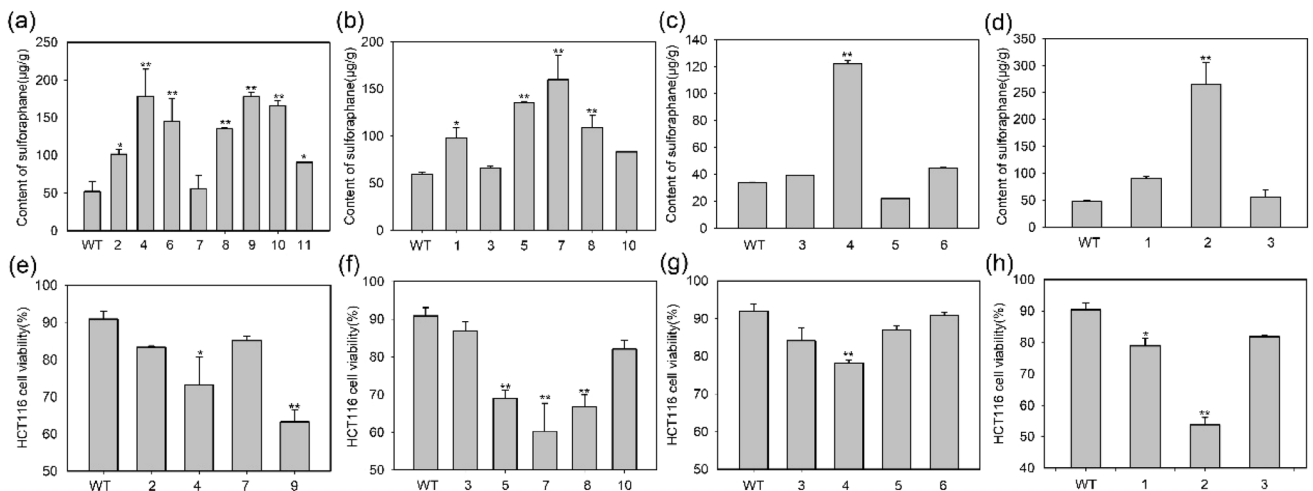 (a)
Content of sulforaphane(μg/g)
250
200
150
100
50
0
* ** ** ** ** ** *
WT 2 4 6 7 8 9 10 11
(b)
Content of sulforaphane(μg/g)
200
150
100
50
0
* ** ** **
WT 1 3 5 7 8 10
(c)
Content of sulforaphane(μg/g)
140
120
100
80
60
40
20
0
**
WT 3 4 5 6
(d)
Content of sulforaphane(μg/g)
350
300
250
200
150
100
50
0
**
WT 1 2 3
(e)
HCT116 cell viability(%)
100
90
80
70
60
50
* **
WT 2 4 7 9
(f)
HCT116 cell viability(%)
100
90
80
70
60
50
** ** **
WT 3 5 7 8 10
(g)
HCT116 cell viability(%)
100
90
80
70
60
50
**
WT 3 4 5 6
(h)
HCT116 cell viability(%)
100
90
80
70
60
50
40
* **
WT 1 2 3